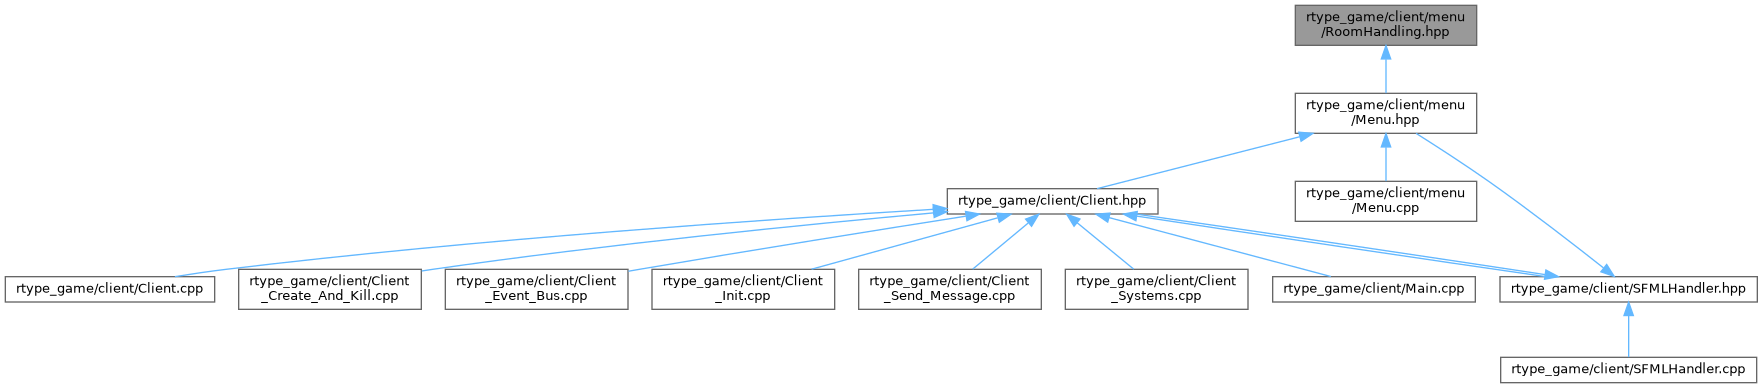 rtype_game/client/menu
/RoomHandling.hpp
rtype_game/client/menu
/Menu.hpp
rtype_game/client/Client.hpp
rtype_game/client/menu
/Menu.cpp
rtype_game/client/Client.cpp
rtype_game/client/Client
_Create_And_Kill.cpp
rtype_game/client/Client
_Event_Bus.cpp
rtype_game/client/Client
_Init.cpp
rtype_game/client/Client
_Send_Message.cpp
rtype_game/client/Client
_Systems.cpp
rtype_game/client/Main.cpp
rtype_game/client/SFMLHandler.hpp
rtype_game/client/SFMLHandler.cpp